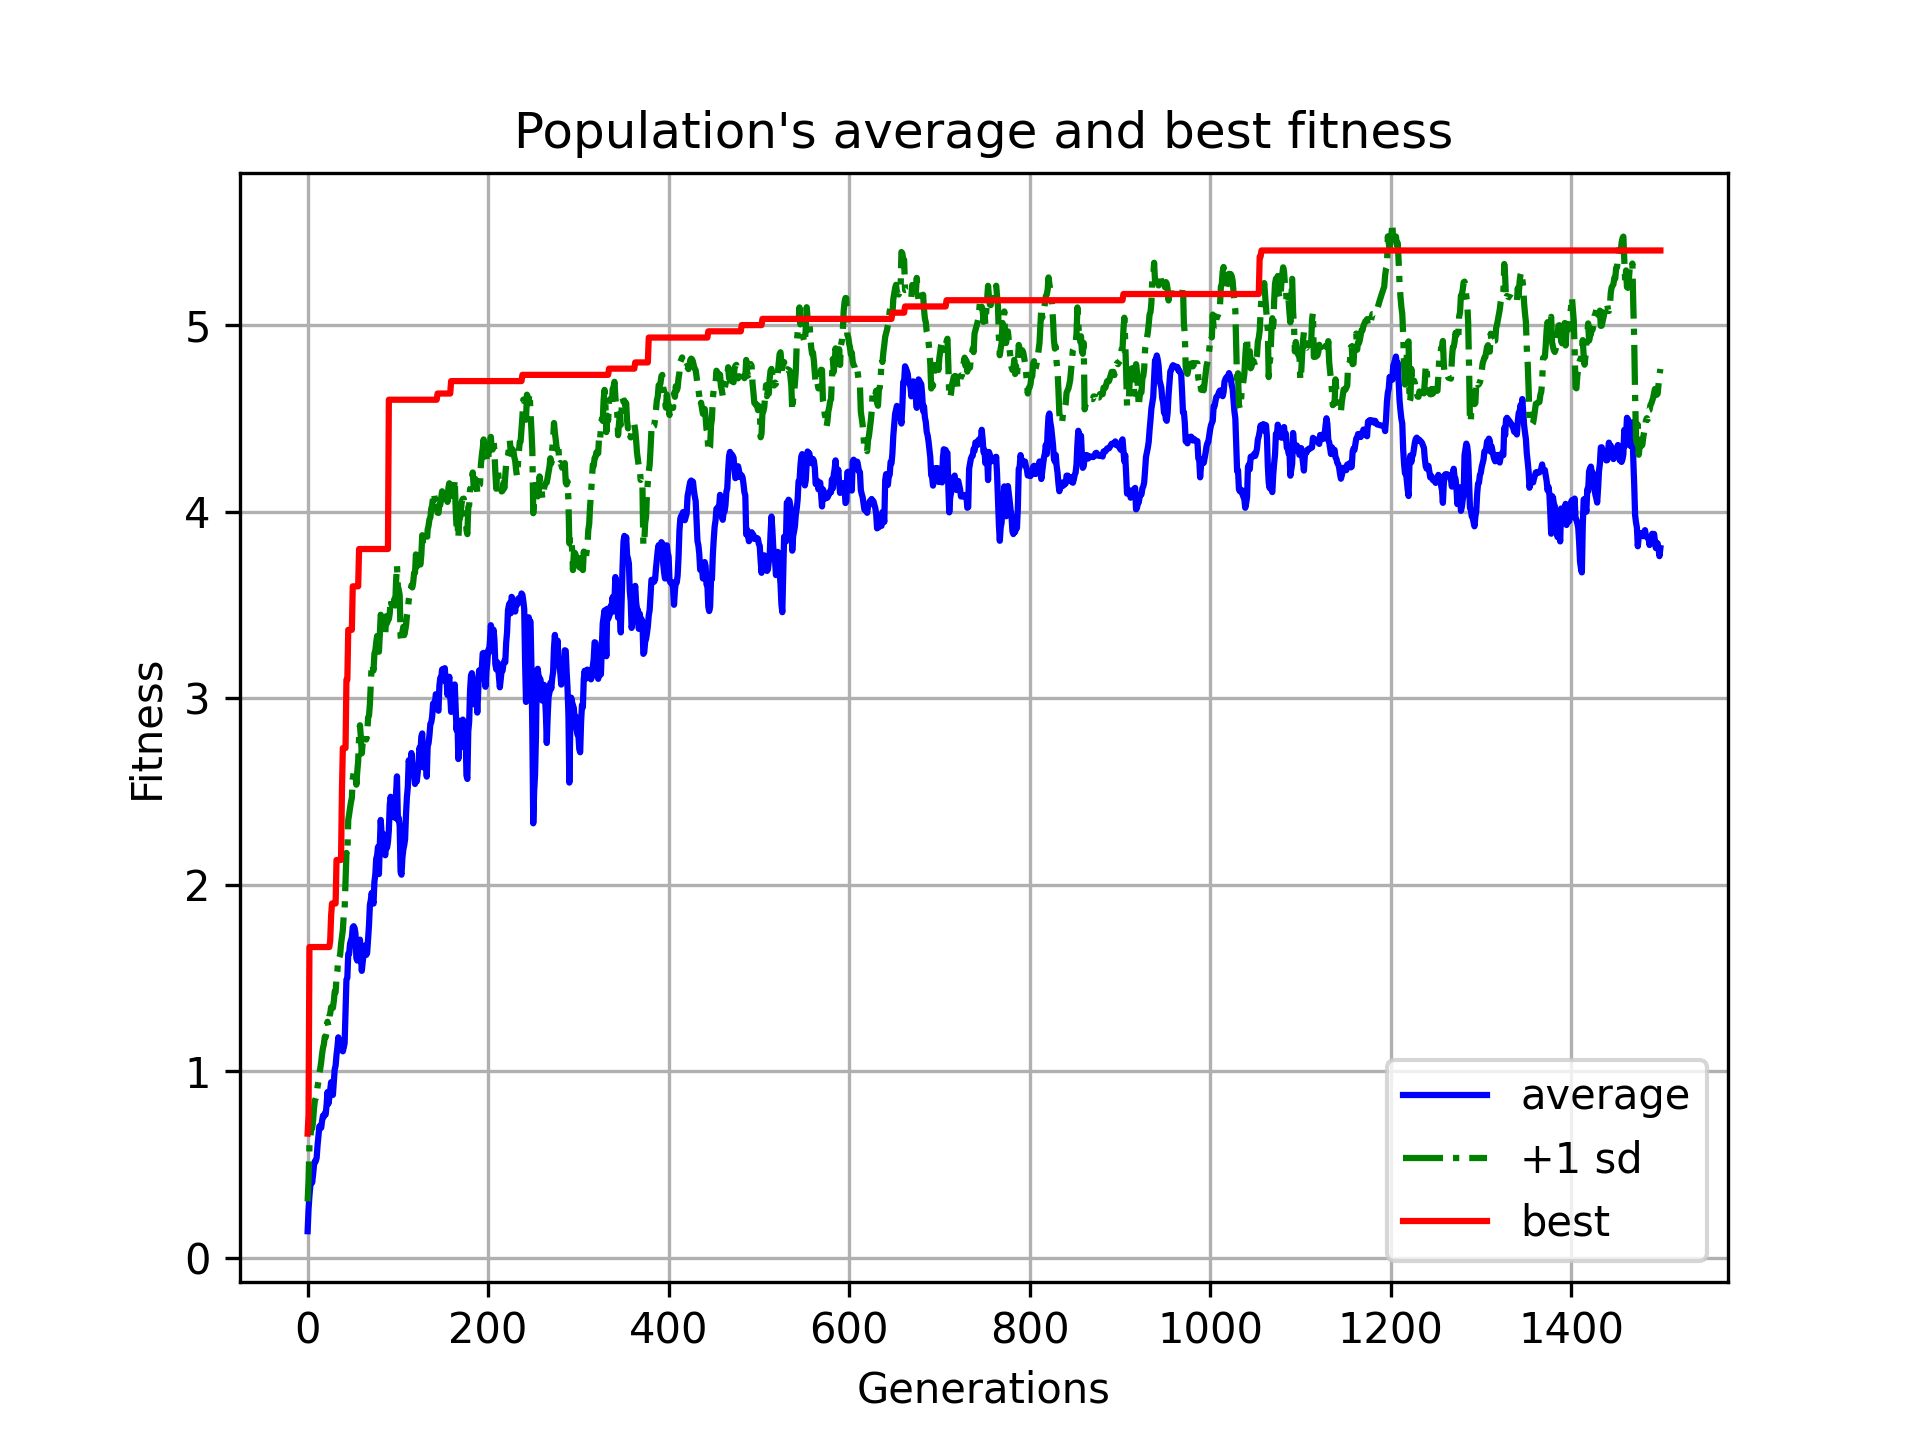 Population's average and best fitness
Fitness
5
4
3
2
1
0
0 200 400 600 800 1000 1200 1400
Generations
average
+1 sd
best